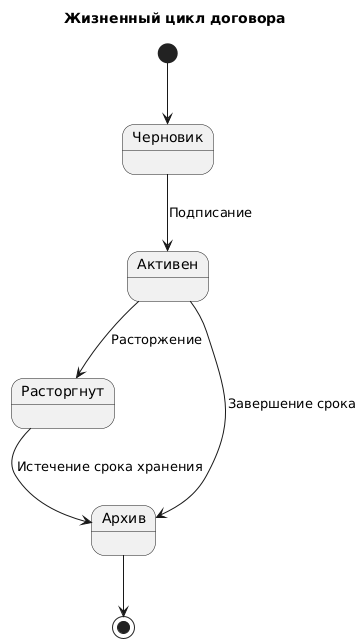 Жизненный цикл договора
Черновик
Подписание
Активен
Расторжение
Расторгнут
Завершение срока
Истечение срока хранения
Архив